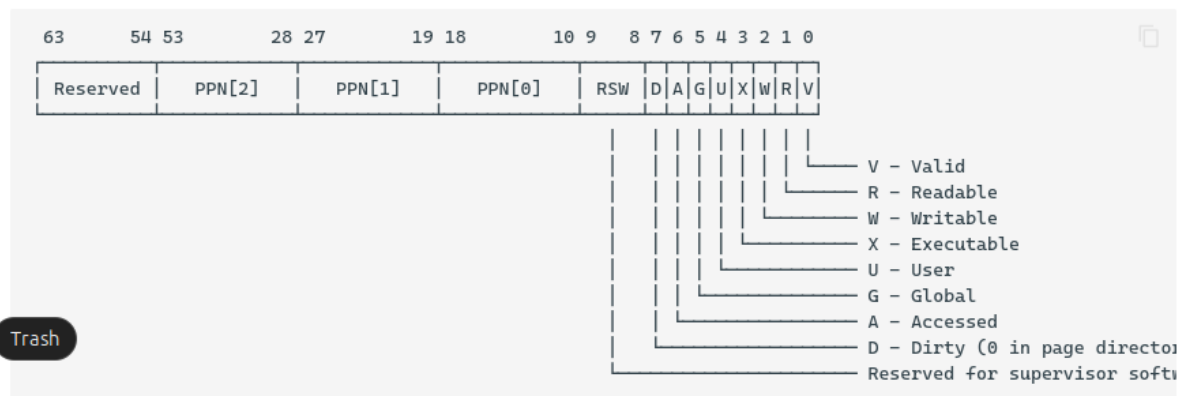 63 54 53 28 27 19 18 10 9 8 7 6 5 4 3 2 1 0
Reserved PPN[2] PPN[1] PPN[0] RSW D A G U X W R V
V - Valid
R - Readable
W - Writable
X - Executable
U - User
G - Global
Trash
A - Accessed
D - Dirty (0 in page director
Reserved for supervisor softw